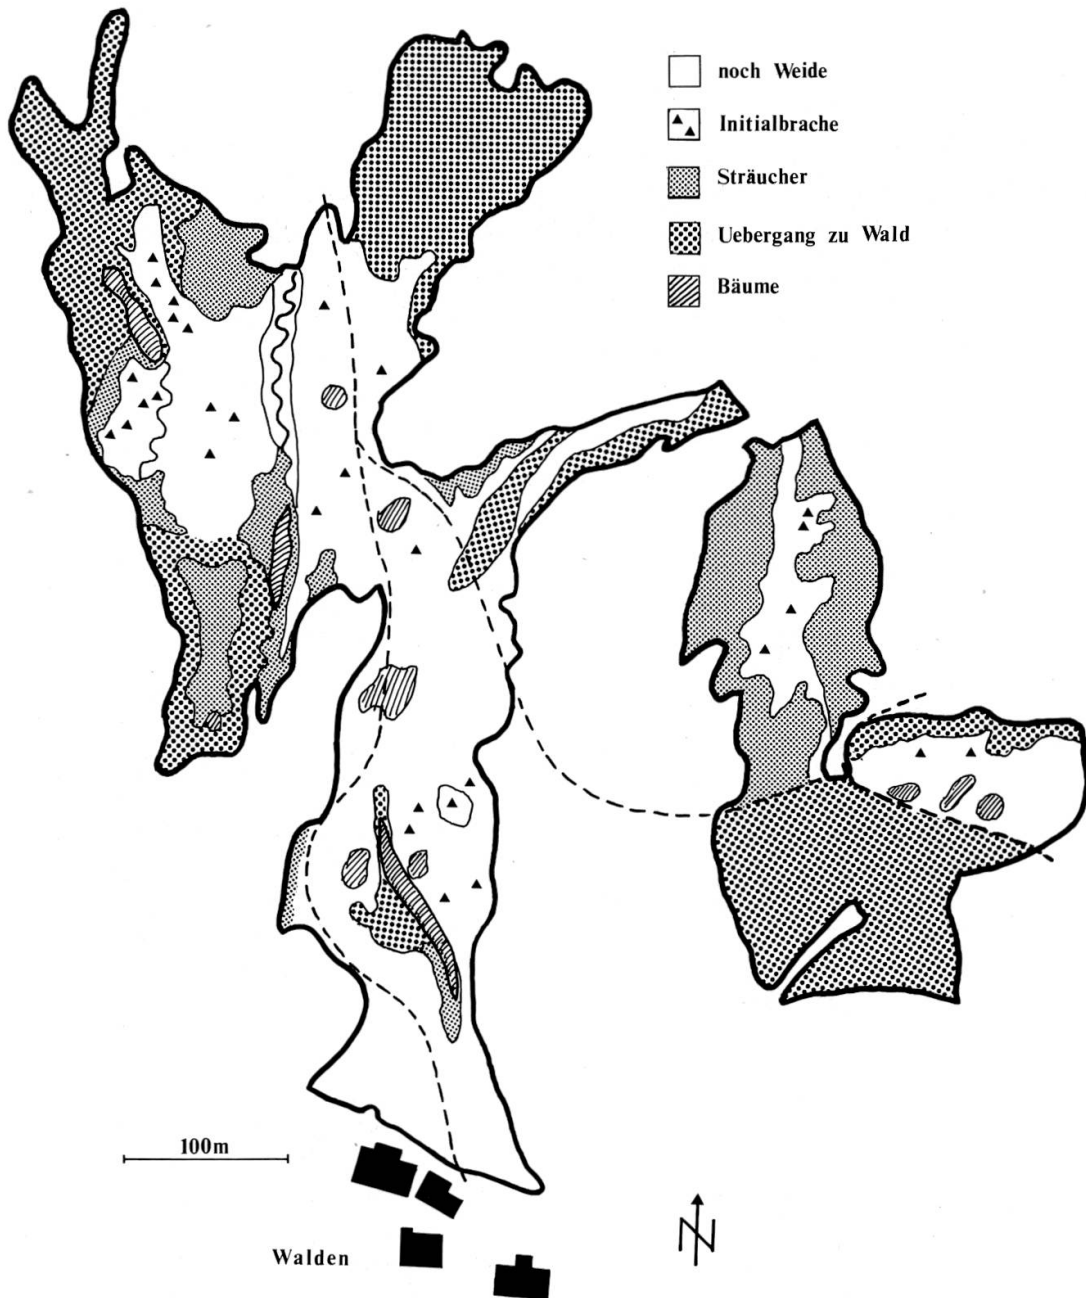 noch Weide
Initialbrache
Sträucher
Uebergang zu Wald
Bäume
100m
N
Walden